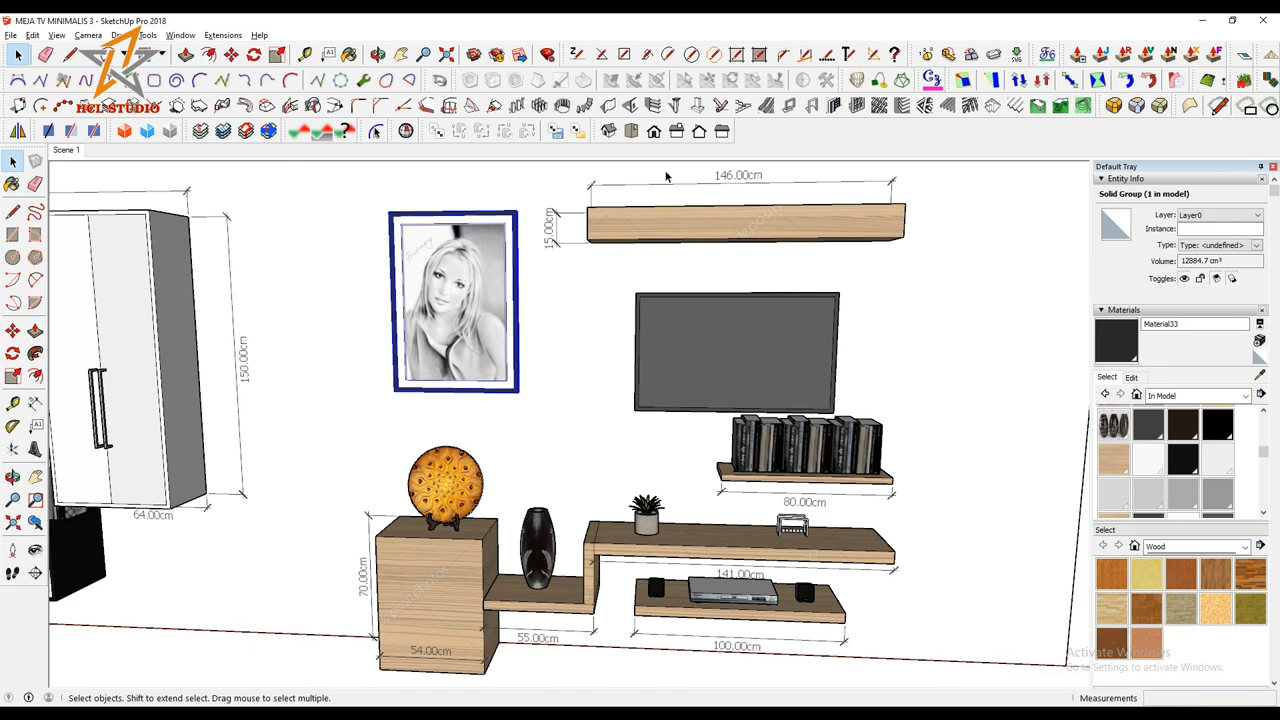 MEJA TV MINIMALIS 3 - SketchUp Pro 2018
File Edit View Camera Draw Tools Window Extensions Help
HCL STUDIO
Scene 1
Default Tray
Entity Info
Solid Group (1 in model)
Layer: Layer0
Instance:
Type: Type: <undefined>
Volume: 12884.7 cm³
Toggles:
Materials
Material33
Select Edit
In Model
Select
Wood
146.00cm
15.00cm
150.00cm
64.00cm
80.00cm
70.00cm
141.00cm
55.00cm
100.00cm
54.00cm
depositphotos
Activate Windows
Go to Settings to activate Windows.
Select objects. Shift to extend select. Drag mouse to select multiple.
Measurements